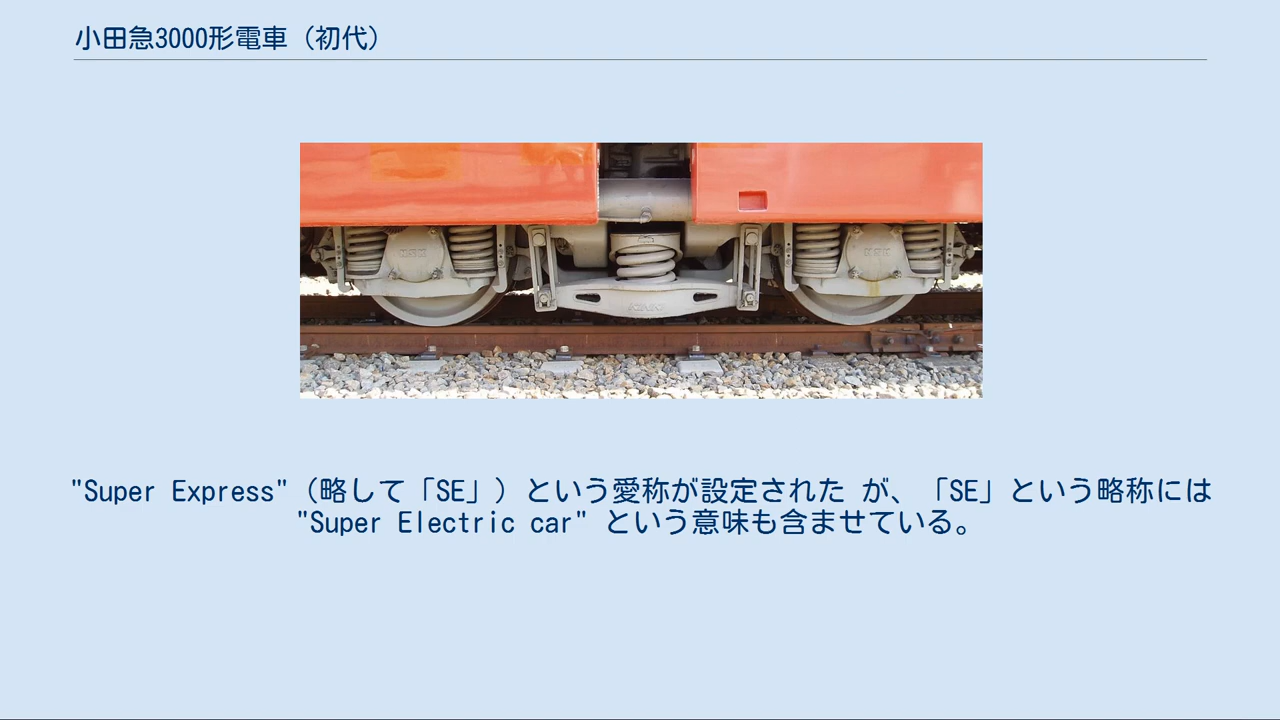 小田急3000形電車（初代）
"Super Express"（略して「SE」）という愛称が設定された が、「SE」という略称には
"Super Electric car" という意味も含ませている。